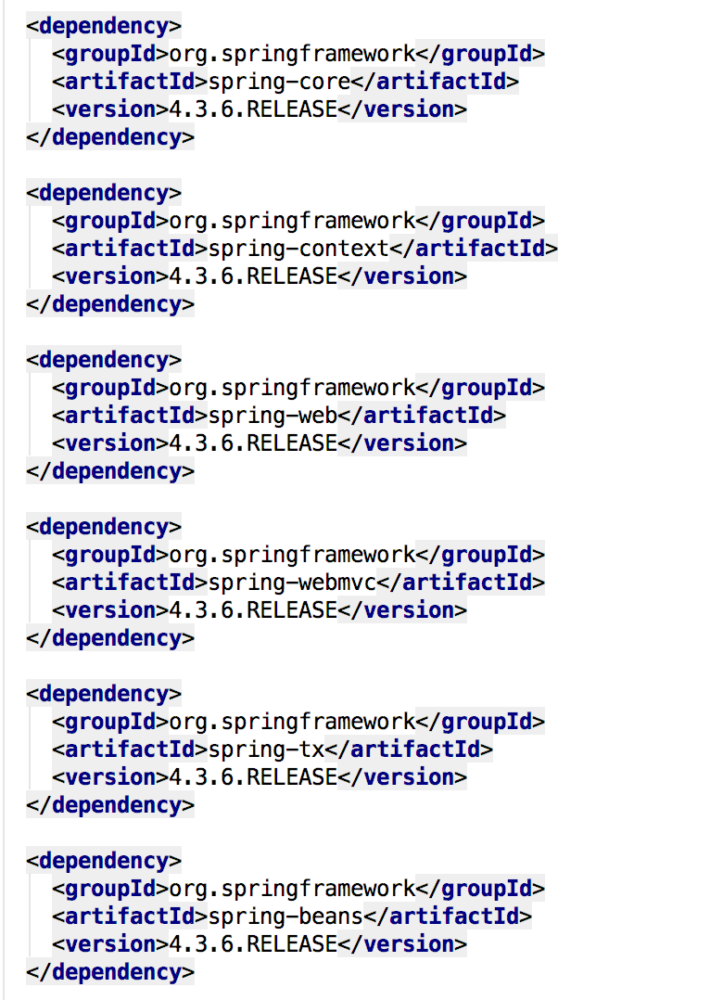 <dependency>
  <groupId>org.springframework</groupId>
  <artifactId>spring-core</artifactId>
  <version>4.3.6.RELEASE</version>
</dependency>

<dependency>
  <groupId>org.springframework</groupId>
  <artifactId>spring-context</artifactId>
  <version>4.3.6.RELEASE</version>
</dependency>

<dependency>
  <groupId>org.springframework</groupId>
  <artifactId>spring-web</artifactId>
  <version>4.3.6.RELEASE</version>
</dependency>

<dependency>
  <groupId>org.springframework</groupId>
  <artifactId>spring-webmvc</artifactId>
  <version>4.3.6.RELEASE</version>
</dependency>

<dependency>
  <groupId>org.springframework</groupId>
  <artifactId>spring-tx</artifactId>
  <version>4.3.6.RELEASE</version>
</dependency>

<dependency>
  <groupId>org.springframework</groupId>
  <artifactId>spring-beans</artifactId>
  <version>4.3.6.RELEASE</version>
</dependency>